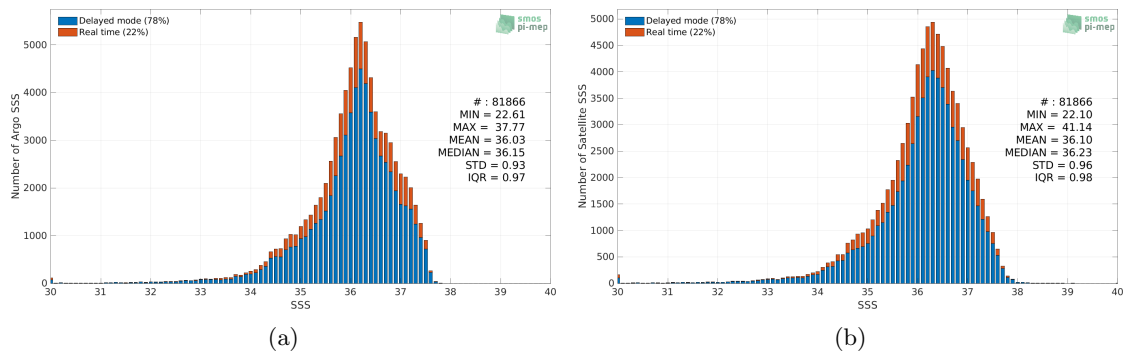 Delayed mode (78%)
Real time (22%)
smos
pi-mep
# : 81866
MIN = 22.61
MAX = 37.77
MEAN = 36.03
MEDIAN = 36.15
STD = 0.93
IQR = 0.97
Number of Argo SSS
5000
4000
3000
2000
1000
0
30 31 32 33 34 35 36 37 38 39 40
SSS
(a)
Delayed mode (78%)
Real time (22%)
smos
pi-mep
# : 81866
MIN = 22.10
MAX = 41.14
MEAN = 36.10
MEDIAN = 36.23
STD = 0.96
IQR = 0.98
Number of Satellite SSS
5000
4500
4000
3500
3000
2500
2000
1500
1000
500
0
30 31 32 33 34 35 36 37 38 39 40
SSS
(b)